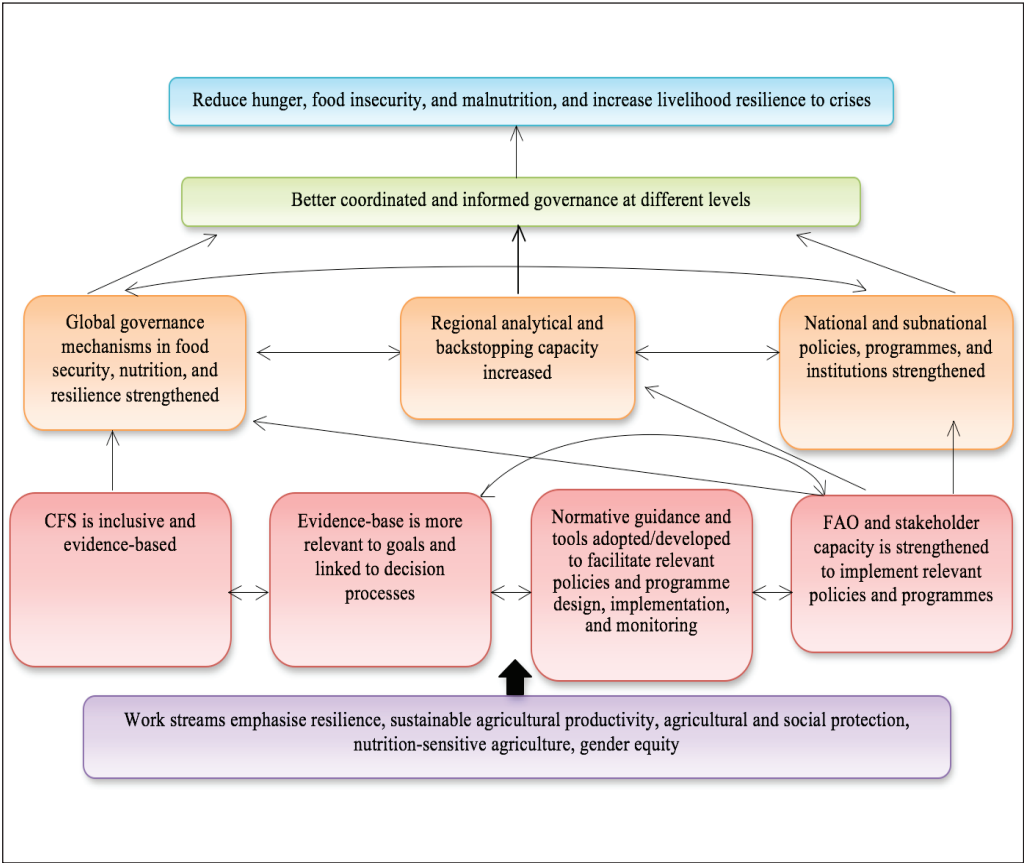 Reduce hunger, food insecurity, and malnutrition, and increase livelihood resilience to crises
Better coordinated and informed governance at different levels
Global governance
mechanisms in food
security, nutrition, and
resilience strengthened
Regional analytical and
backstopping capacity
increased
National and subnational
policies, programmes, and
institutions strengthened
CFS is inclusive and
evidence-based
Evidence-base is more
relevant to goals and
linked to decision
processes
Normative guidance and
tools adopted/developed
to facilitate relevant
policies and programme
design, implementation,
and monitoring
FAO and stakeholder
capacity is strengthened
to implement relevant
policies and programmes
Work streams emphasise resilience, sustainable agricultural productivity, agricultural and social protection,
nutrition-sensitive agriculture, gender equity